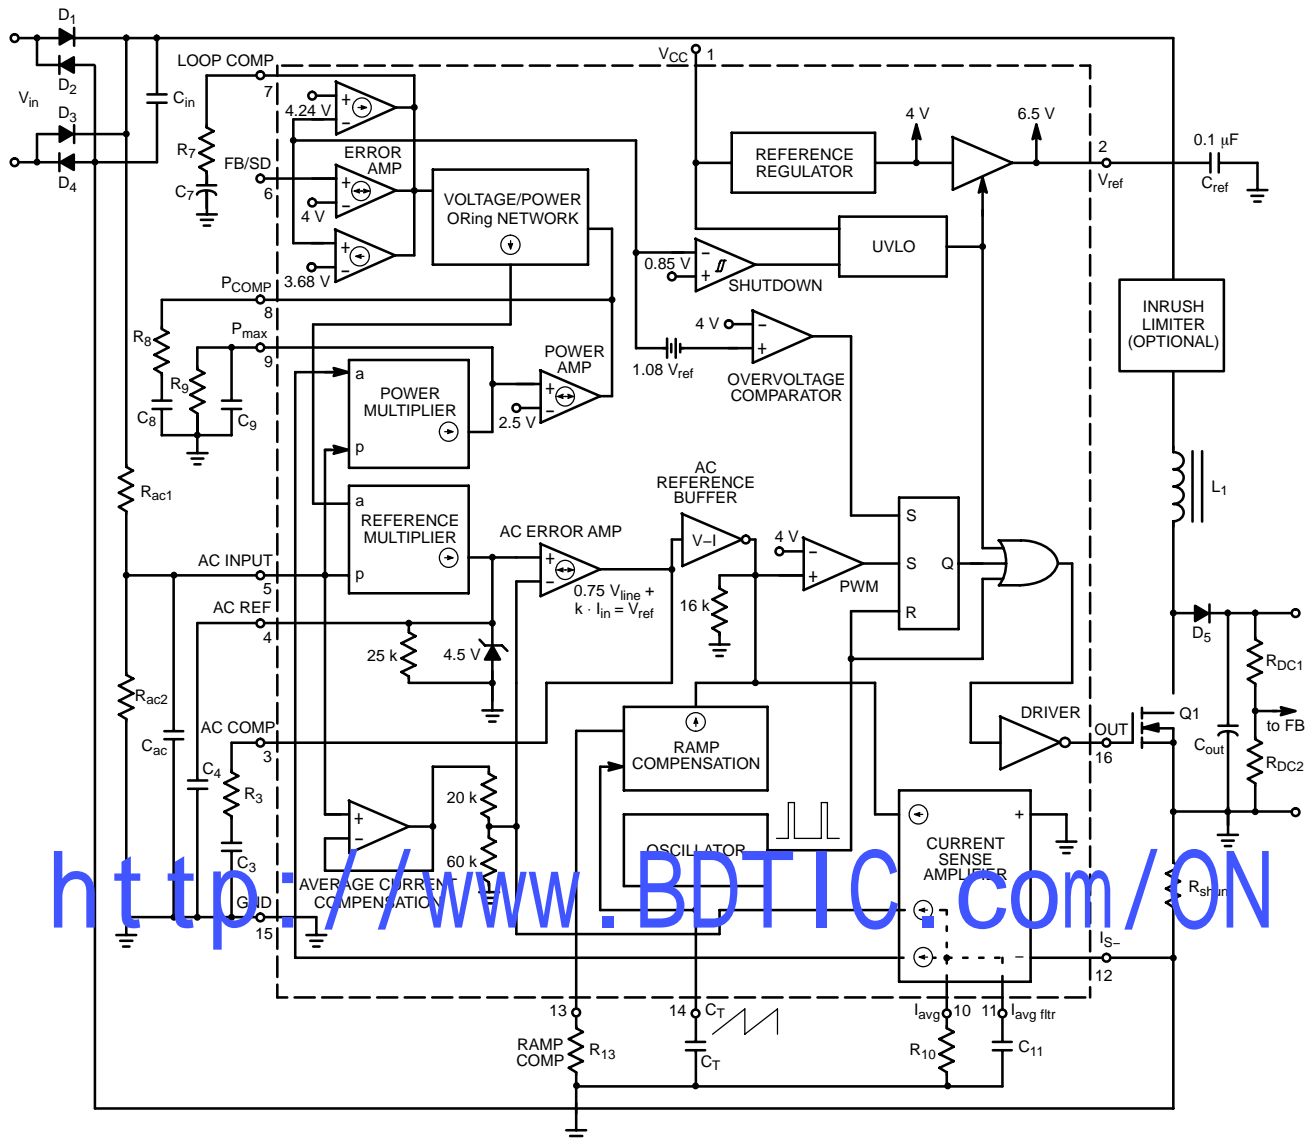 D1
D2
Vin
D3
D4
Cin
LOOP COMP
7
R7
C7
FB/SD
6
4.24 V
ERROR
AMP
4 V
3.68 V
VOLTAGE/POWER
ORing NETWORK
VCC
1
REFERENCE
REGULATOR
4 V
6.5 V
2
Vref
0.1 µF
Cref
UVLO
0.85 V
SHUTDOWN
PCOMP
8
R8
C8
Pmax
9
R9
C9
POWER
MULTIPLIER
a
p
POWER
AMP
2.5 V
1.08 Vref
4 V
OVERVOLTAGE
COMPARATOR
INRUSH
LIMITER
(OPTIONAL)
L1
Rac1
REFERENCE
MULTIPLIER
a
p
AC ERROR AMP
0.75 Vline +
k · Iin = Vref
AC
REFERENCE
BUFFER
V–I
16 k
4 V
PWM
S
S
R
Q
AC INPUT
5
AC REF
4
25 k
4.5 V
D5
RDC1
to FB
RDC2
Cout
Rac2
Cac
C4
AC COMP
3
R3
C3
RAMP
COMPENSATION
DRIVER
OUT
16
Q1
20 k
60 k
AVERAGE CURRENT
COMPENSATION
OSCILLATOR
CURRENT
SENSE
AMPLIFIER
+
–
Rshunt
GND
15
http://www.BDTIC.com/ON
IS–
12
13
RAMP
COMP
R13
14
CT
CT
Iavg
10
R10
11
Iavg fltr
C11